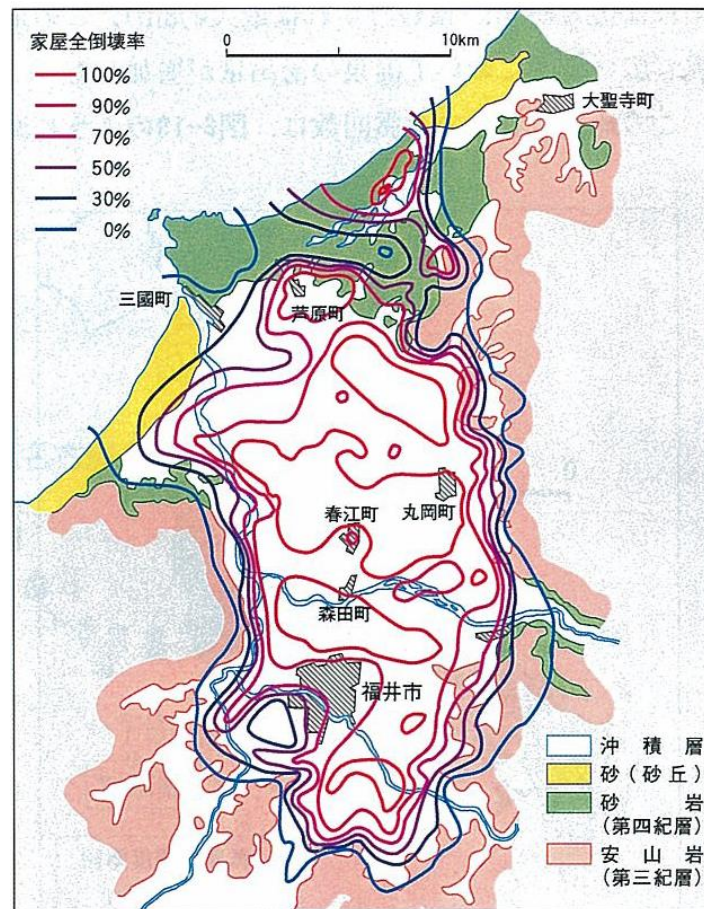 家屋全倒壊率
100%
90%
70%
50%
30%
0%
0 10km
大聖寺町
三國町
芦原町
春江町
丸岡町
森田町
福井市
沖積層
砂(砂丘)
砂岩
(第四紀層)
安山岩
(第三紀層)